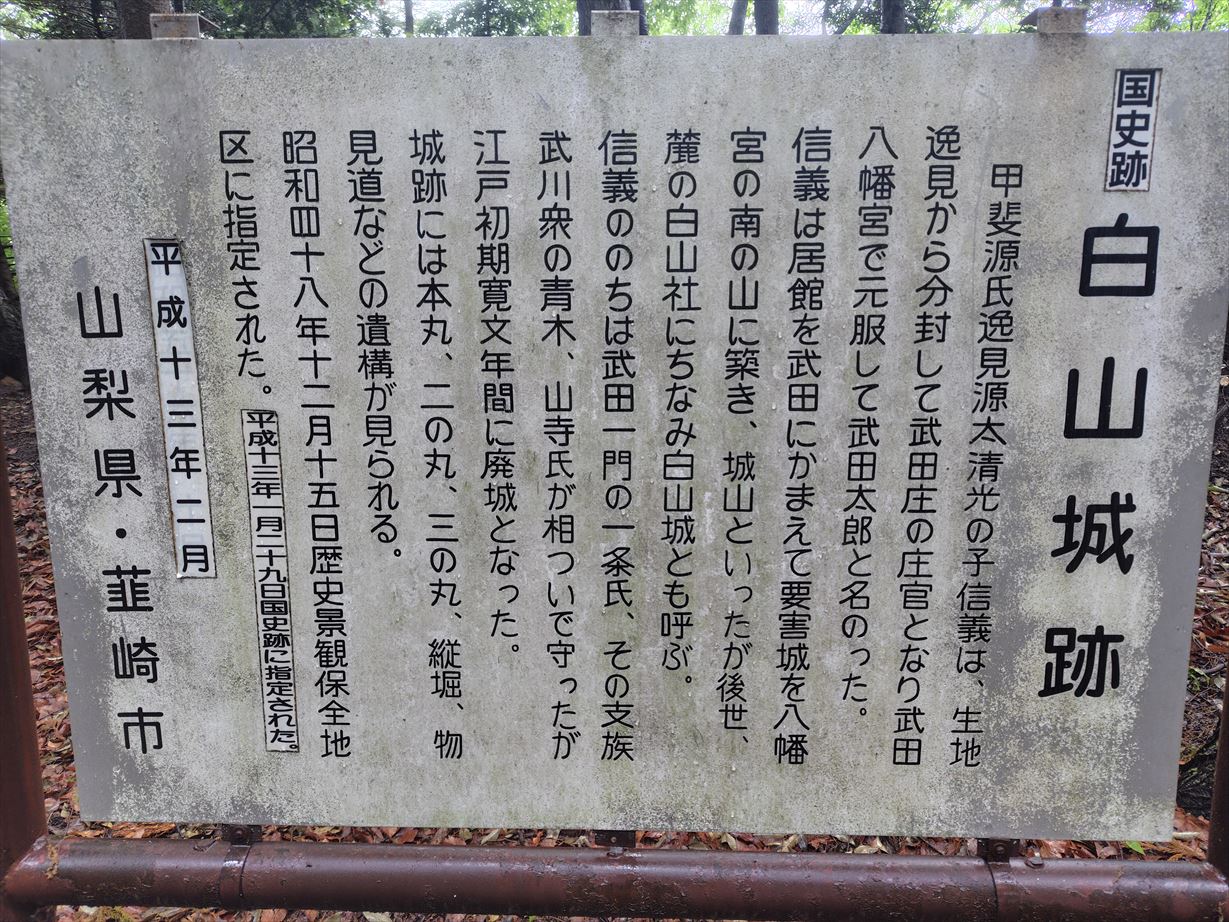 国史跡
白山城跡
甲斐源氏逸見源太清光の子信義は、生地
逸見から分封して武田庄の庄官となり武田
八幡宮で元服して武田太郎と名のった。
信義は居館を武田にかまえて要害城を八幡
宮の南の山に築き、城山といったが後世、
麓の白山社にちなみ白山城とも呼ぶ。
信義ののちは武田一門の一条氏、その支族
武川衆の青木、山寺氏が相ついで守ったが
江戸初期寛文年間に廃城となった。
城跡には本丸、二の丸、三の丸、縦堀、物
見道などの遺構が見られる。
昭和四十八年十二月十五日歴史景観保全地
区に指定された。
平成十三年一月二十九日国史跡に指定された。
平成十三年二月
山梨県・韮崎市